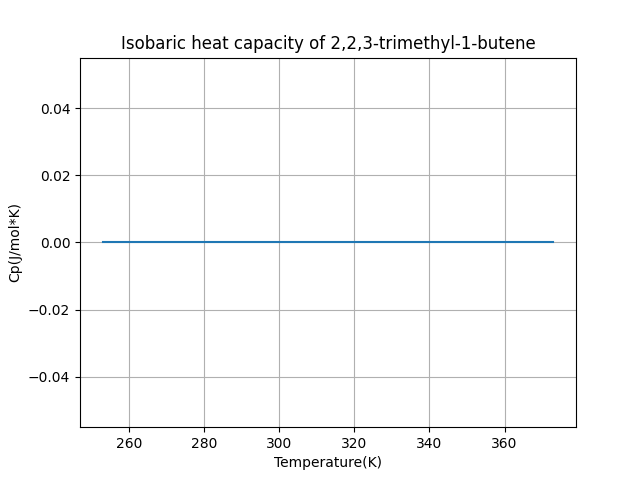 Isobaric heat capacity of 2,2,3-trimethyl-1-butene
0.04
0.02
0.00
−0.02
−0.04
Cp(J/mol*K)
260 280 300 320 340 360
Temperature(K)